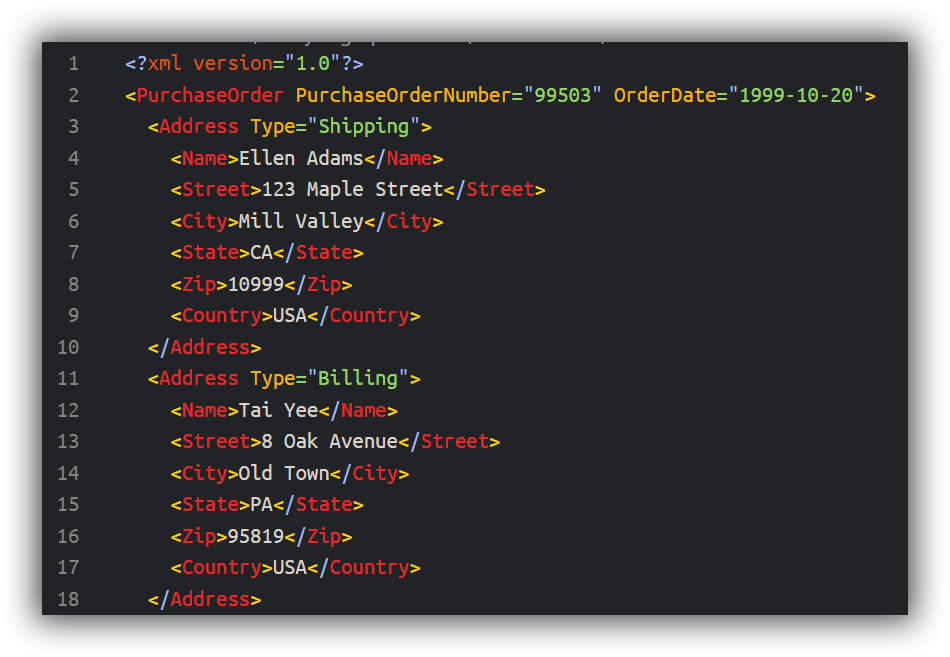 1 <?xml version="1.0"?>
2 <PurchaseOrder PurchaseOrderNumber="99503" OrderDate="1999-10-20">
3 <Address Type="Shipping">
4 <Name>Ellen Adams</Name>
5 <Street>123 Maple Street</Street>
6 <City>Mill Valley</City>
7 <State>CA</State>
8 <Zip>10999</Zip>
9 <Country>USA</Country>
10 </Address>
11 <Address Type="Billing">
12 <Name>Tai Yee</Name>
13 <Street>8 Oak Avenue</Street>
14 <City>Old Town</City>
15 <State>PA</State>
16 <Zip>95819</Zip>
17 <Country>USA</Country>
18 </Address>